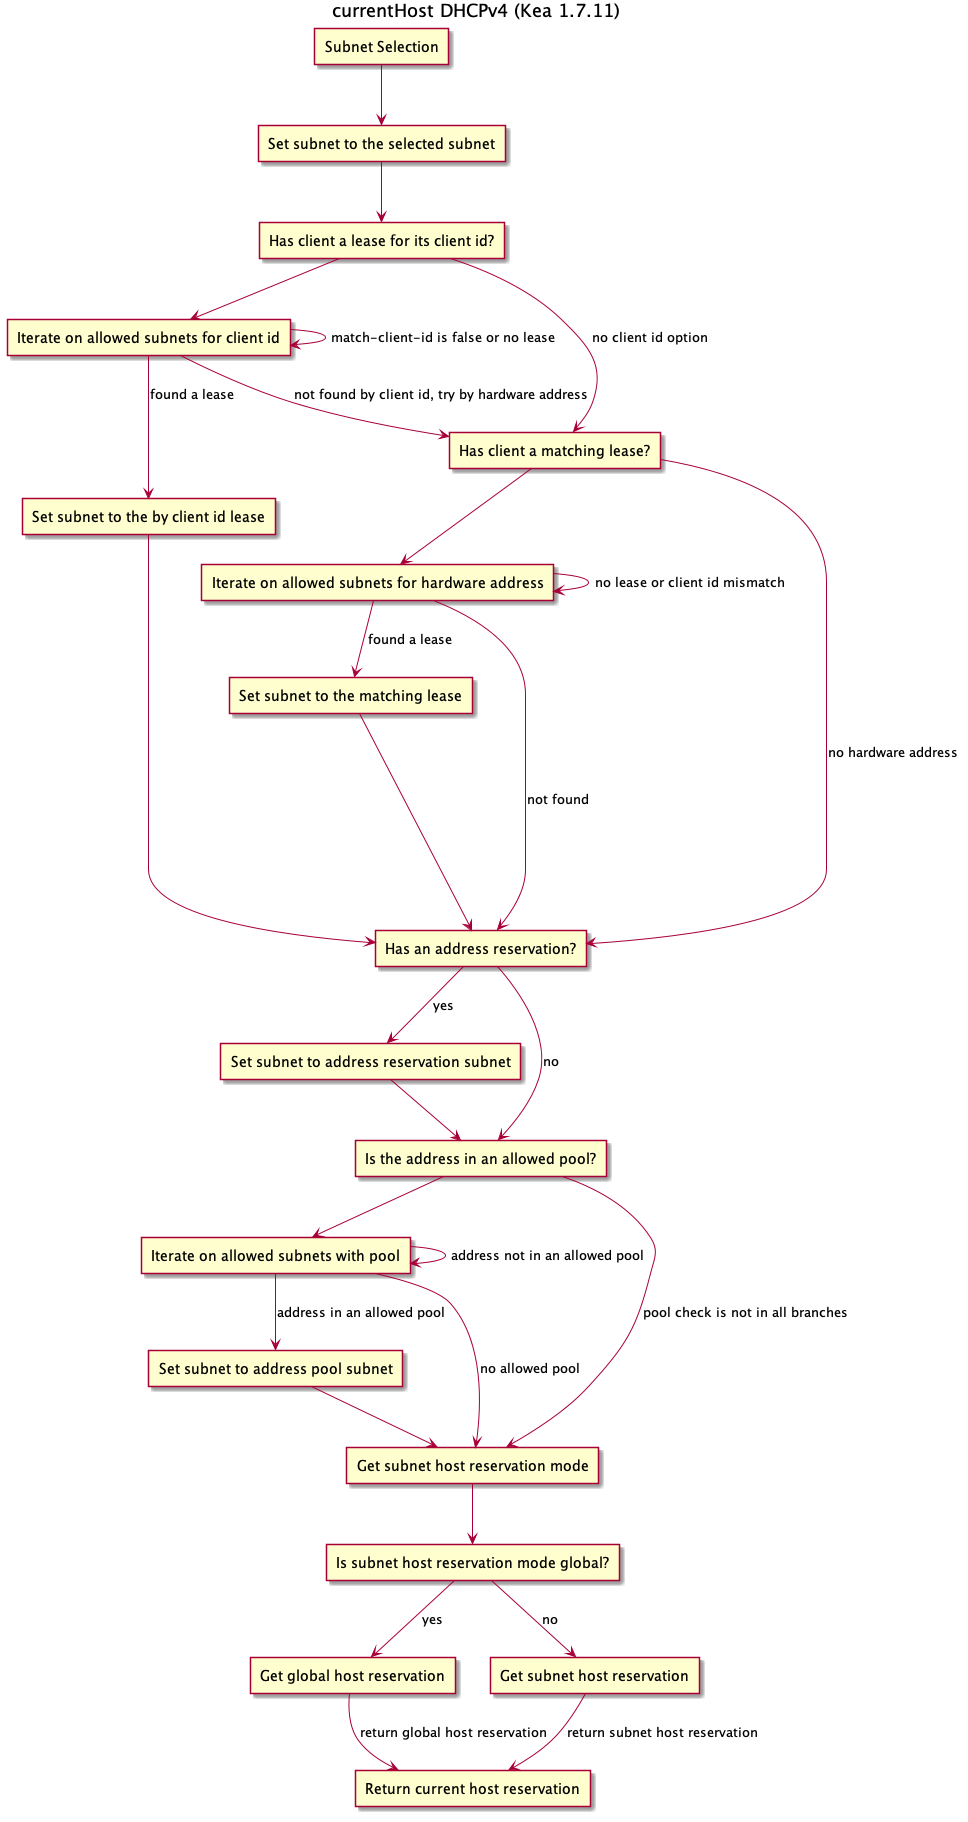 currentHost DHCPv4 (Kea 1.7.11)
Subnet Selection
Set subnet to the selected subnet
Has client a lease for its client id?
Iterate on allowed subnets for client id
match-client-id is false or no lease
no client id option
found a lease
not found by client id, try by hardware address
Has client a matching lease?
Set subnet to the by client id lease
Iterate on allowed subnets for hardware address
no lease or client id mismatch
found a lease
Set subnet to the matching lease
no hardware address
not found
Has an address reservation?
yes
Set subnet to address reservation subnet
no
Is the address in an allowed pool?
Iterate on allowed subnets with pool
address not in an allowed pool
address in an allowed pool
pool check is not in all branches
Set subnet to address pool subnet
no allowed pool
Get subnet host reservation mode
Is subnet host reservation mode global?
yes
no
Get global host reservation
Get subnet host reservation
return global host reservation
return subnet host reservation
Return current host reservation